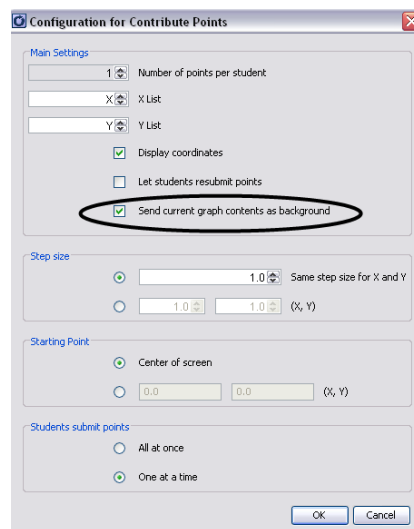 Configuration for Contribute Points
Main Settings
1 Number of points per student
X X List
Y Y List
Display coordinates
Let students resubmit points
Send current graph contents as background
Step size
1.0 Same step size for X and Y
1.0 1.0 (X, Y)
Starting Point
Center of screen
0.0 0.0 (X, Y)
Students submit points
All at once
One at a time
OK Cancel